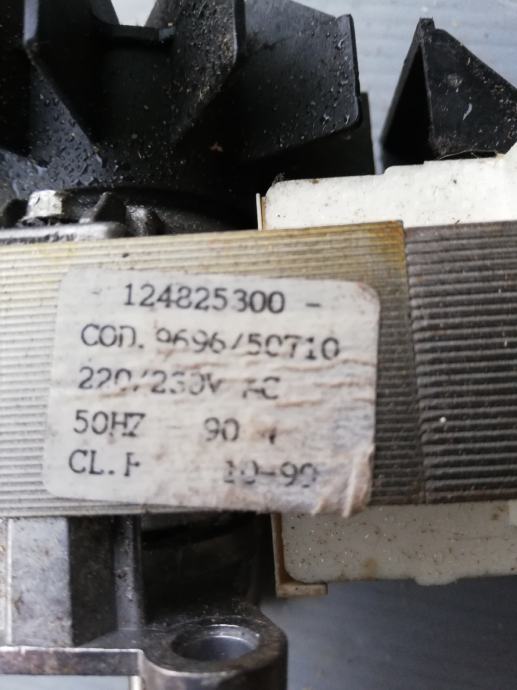 - 124825300 -
COD. 9696/50710
220/230V AC
50HZ 90
CL.F 10-99